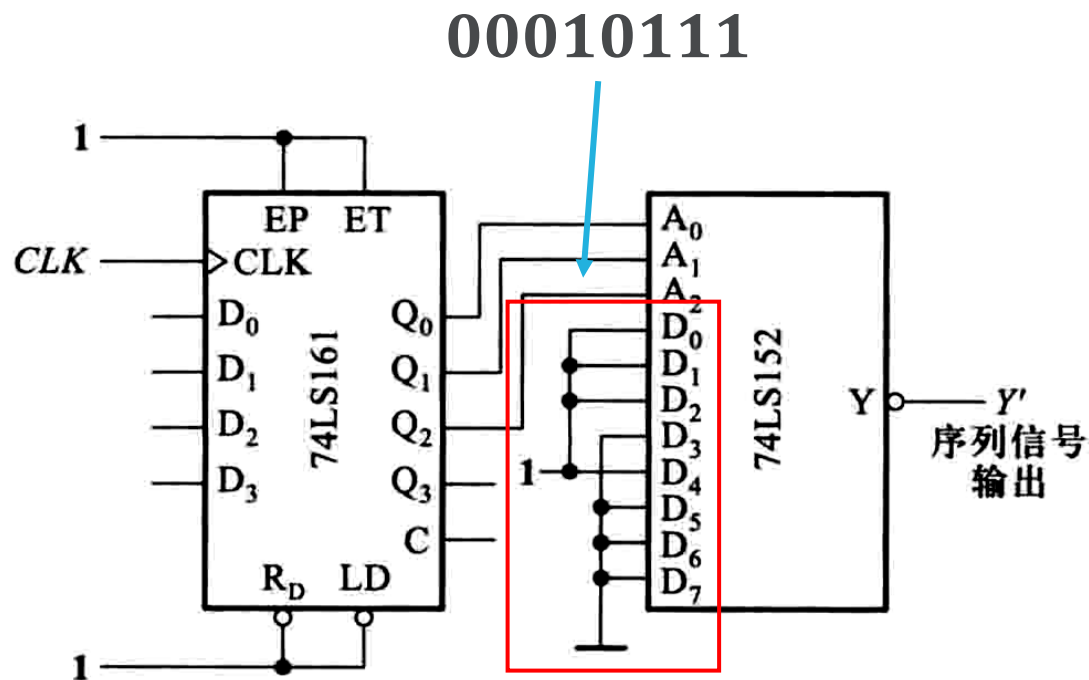 00010111
1
EP ET
CLK
CLK
D0
D1
D2
D3
74LS161
Q0
Q1
Q2
Q3
C
RD LD
1
A0
A1
A2
D0
D1
D2
D3
D4
D5
D6
D7
1
74LS152
Y
Y'
序列信号
输出